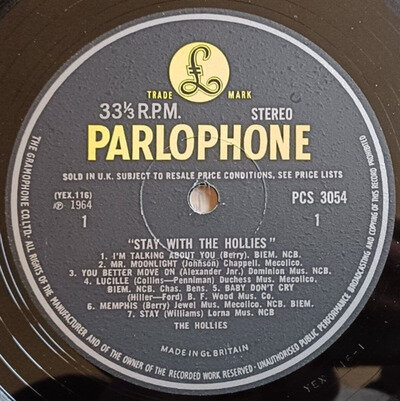 £
TRADE MARK
33⅓ R.P.M. STEREO
PARLOPHONE
SOLD IN U.K. SUBJECT TO RESALE PRICE CONDITIONS, SEE PRICE LISTS
(YEX.116) PCS 3054
℗ 1964
1 1
"STAY WITH THE HOLLIES"
1. I'M TALKING ABOUT YOU (Berry). BIEM. NCB.
2. MR. MOONLIGHT (Johnson) Chappell. Mecolico.
3. YOU BETTER MOVE ON (Alexander Jnr.) Dominion Mus. NCB.
4. LUCILLE (Collins—Penniman) Duchess Mus. Mecolico.
BIEM. NCB. Chas. Bens. 5. BABY DON'T CRY
(Hiller—Ford) B. F. Wood Mus. Co.
6. MEMPHIS (Berry) Jewel Mus. Mecolico. NCB. BIEM.
7. STAY (Williams) Lorna Mus. NCB
THE HOLLIES
MADE IN GT. BRITAIN
THE GRAMOPHONE CO. LTD. ALL RIGHTS OF THE MANUFACTURER AND OF THE OWNER OF THE RECORDED WORK RESERVED UNAUTHORISED PUBLIC PERFORMANCE BROADCASTING AND COPYING OF THIS RECORD PROHIBITED